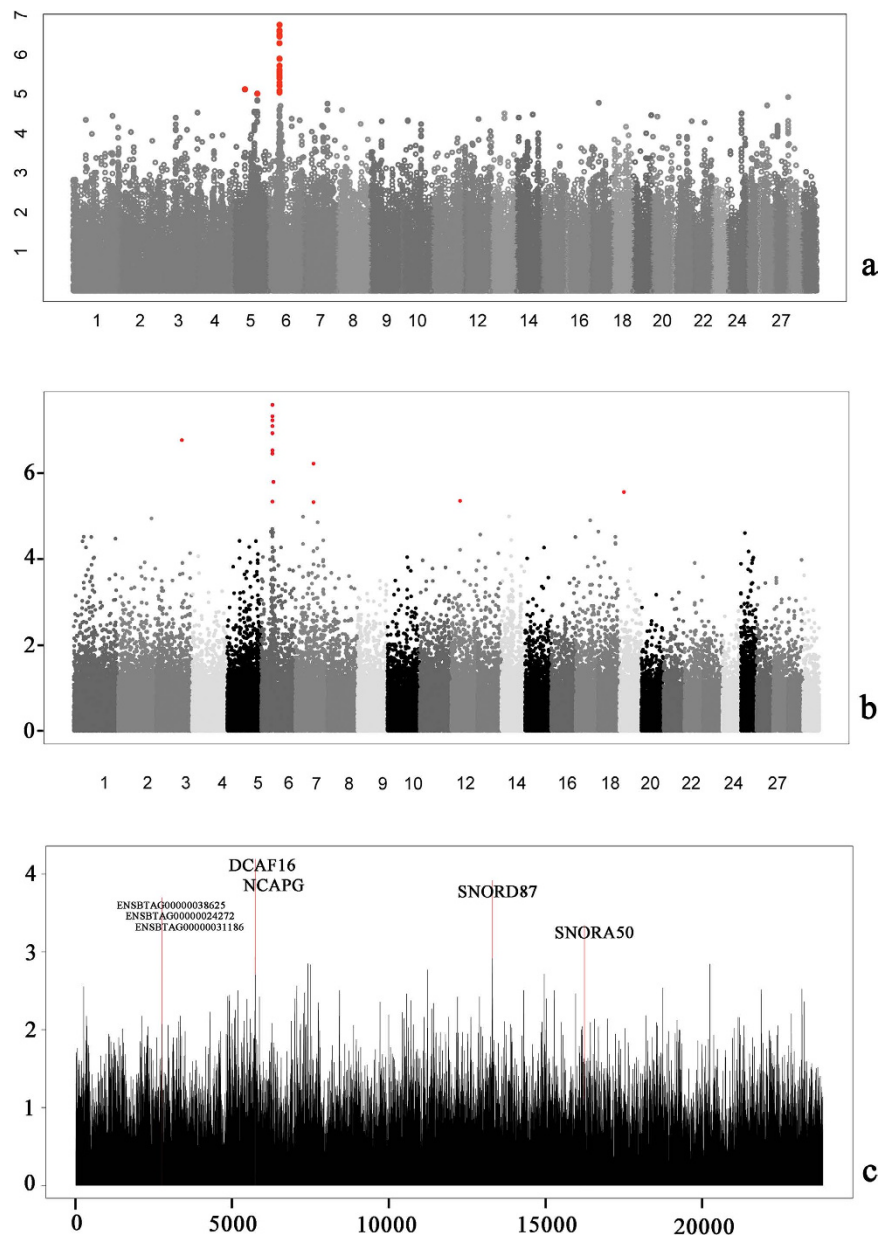 7
6
5
4
3
2
1
a
1 2 3 4 5 6 7 8 9 10 12 14 16 18 20 22 24 27
6
4
2
0
b
1 2 3 4 5 6 7 8 9 10 12 14 16 20 22 24 27
4
3
2
1
0
DCAF16
NCAPG
ENSBTAG00000038625
ENSBTAG00000024272
ENSBTAG00000031186
SNORD87
SNORA50
c
0 5000 10000 15000 20000